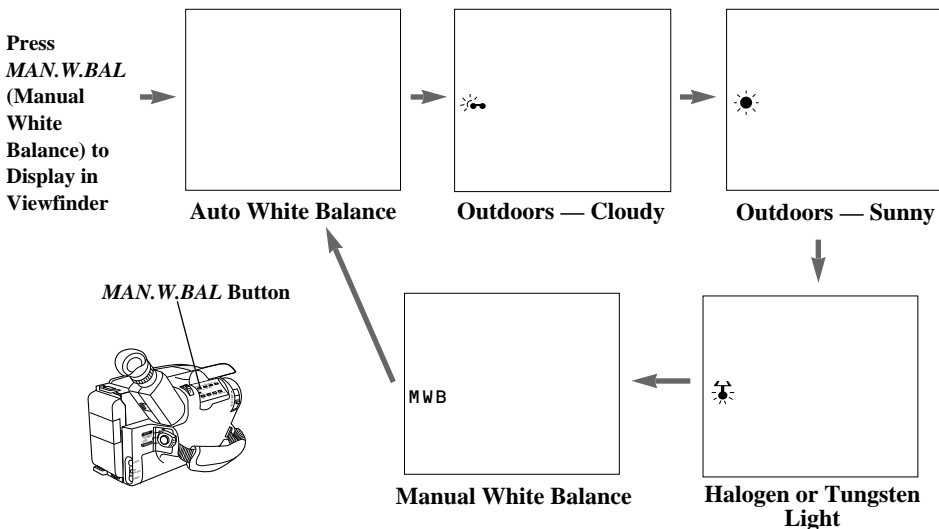 Press
MAN.W.BAL
(Manual
White
Balance) to
Display in
Viewfinder
Auto White Balance
Outdoors — Cloudy
Outdoors — Sunny
MAN.W.BAL Button
MWB
Manual White Balance
Halogen or Tungsten
Light